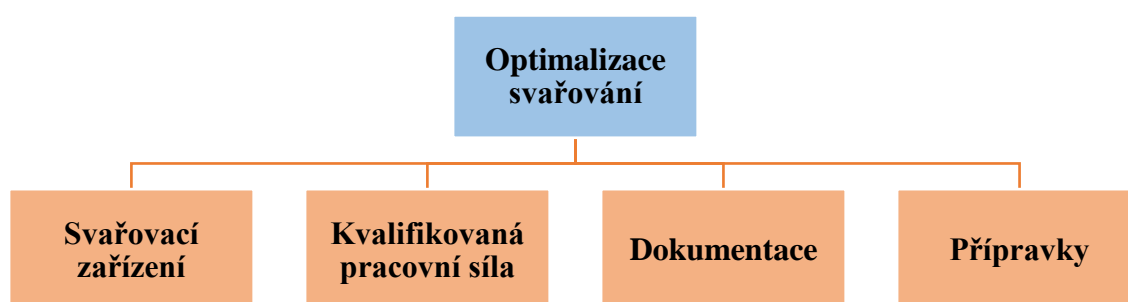 Optimalizace
svařování
Svařovací
zařízení
Kvalifikovaná
pracovní síla
Dokumentace
Přípravky